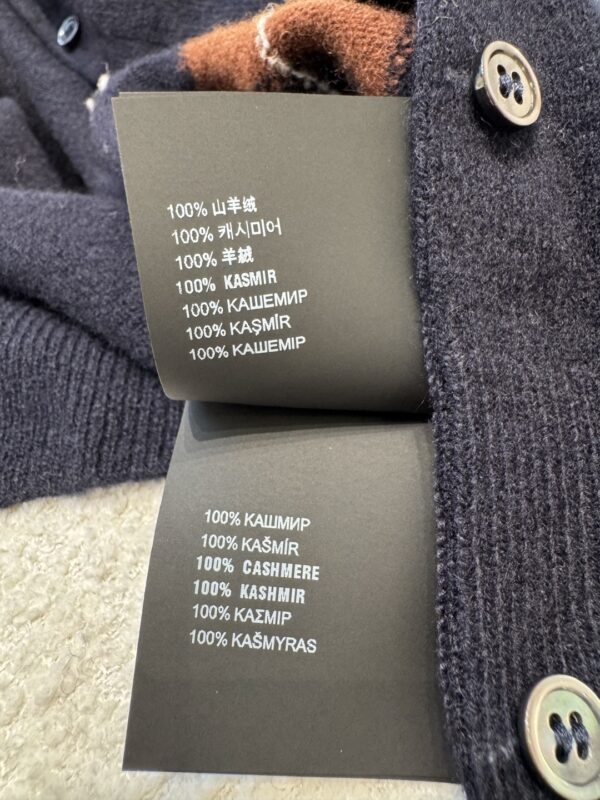 100% 山羊绒
100% 캐시미어
100% 羊絨
100% KASMIR
100% КАШЕМИР
100% KAŞMİR
100% КАШЕМІР
100% КАШМИР
100% KAŠMÍR
100% CASHMERE
100% KASHMIR
100% ΚΑΣΜΙΡ
100% KAŠMYRAS